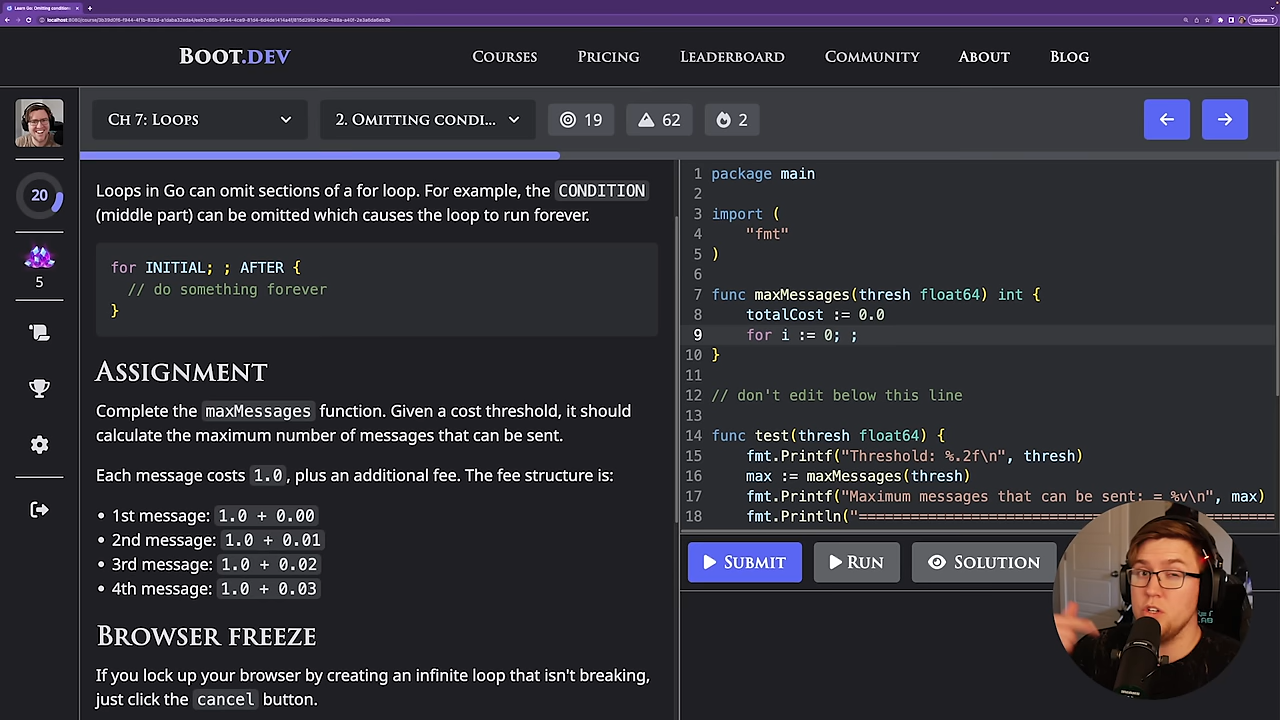 Learn Go: Omitting condition
localhost:8080/course/
Update
BOOT.DEV
COURSES
PRICING
LEADERBOARD
COMMUNITY
ABOUT
BLOG
CH 7: LOOPS
2. OMITTING CONDI...
19
62
2
20
5
Loops in Go can omit sections of a for loop. For example, the CONDITION
(middle part) can be omitted which causes the loop to run forever.
for INITIAL; ; AFTER {
// do something forever
}
ASSIGNMENT
Complete the maxMessages function. Given a cost threshold, it should
calculate the maximum number of messages that can be sent.
Each message costs 1.0, plus an additional fee. The fee structure is:
• 1st message: 1.0 + 0.00
• 2nd message: 1.0 + 0.01
• 3rd message: 1.0 + 0.02
• 4th message: 1.0 + 0.03
BROWSER FREEZE
If you lock up your browser by creating an infinite loop that isn't breaking,
just click the cancel button.
1 package main
2
3 import (
4 "fmt"
5 )
6
7 func maxMessages(thresh float64) int {
8 totalCost := 0.0
9 for i := 0; ;
10 }
11
12 // don't edit below this line
13
14 func test(thresh float64) {
15 fmt.Printf("Threshold: %.2f\n", thresh)
16 max := maxMessages(thresh)
17 fmt.Printf("Maximum messages that can be sent: = %v\n", max)
18 fmt.Println("====================================================
SUBMIT
RUN
SOLUTION